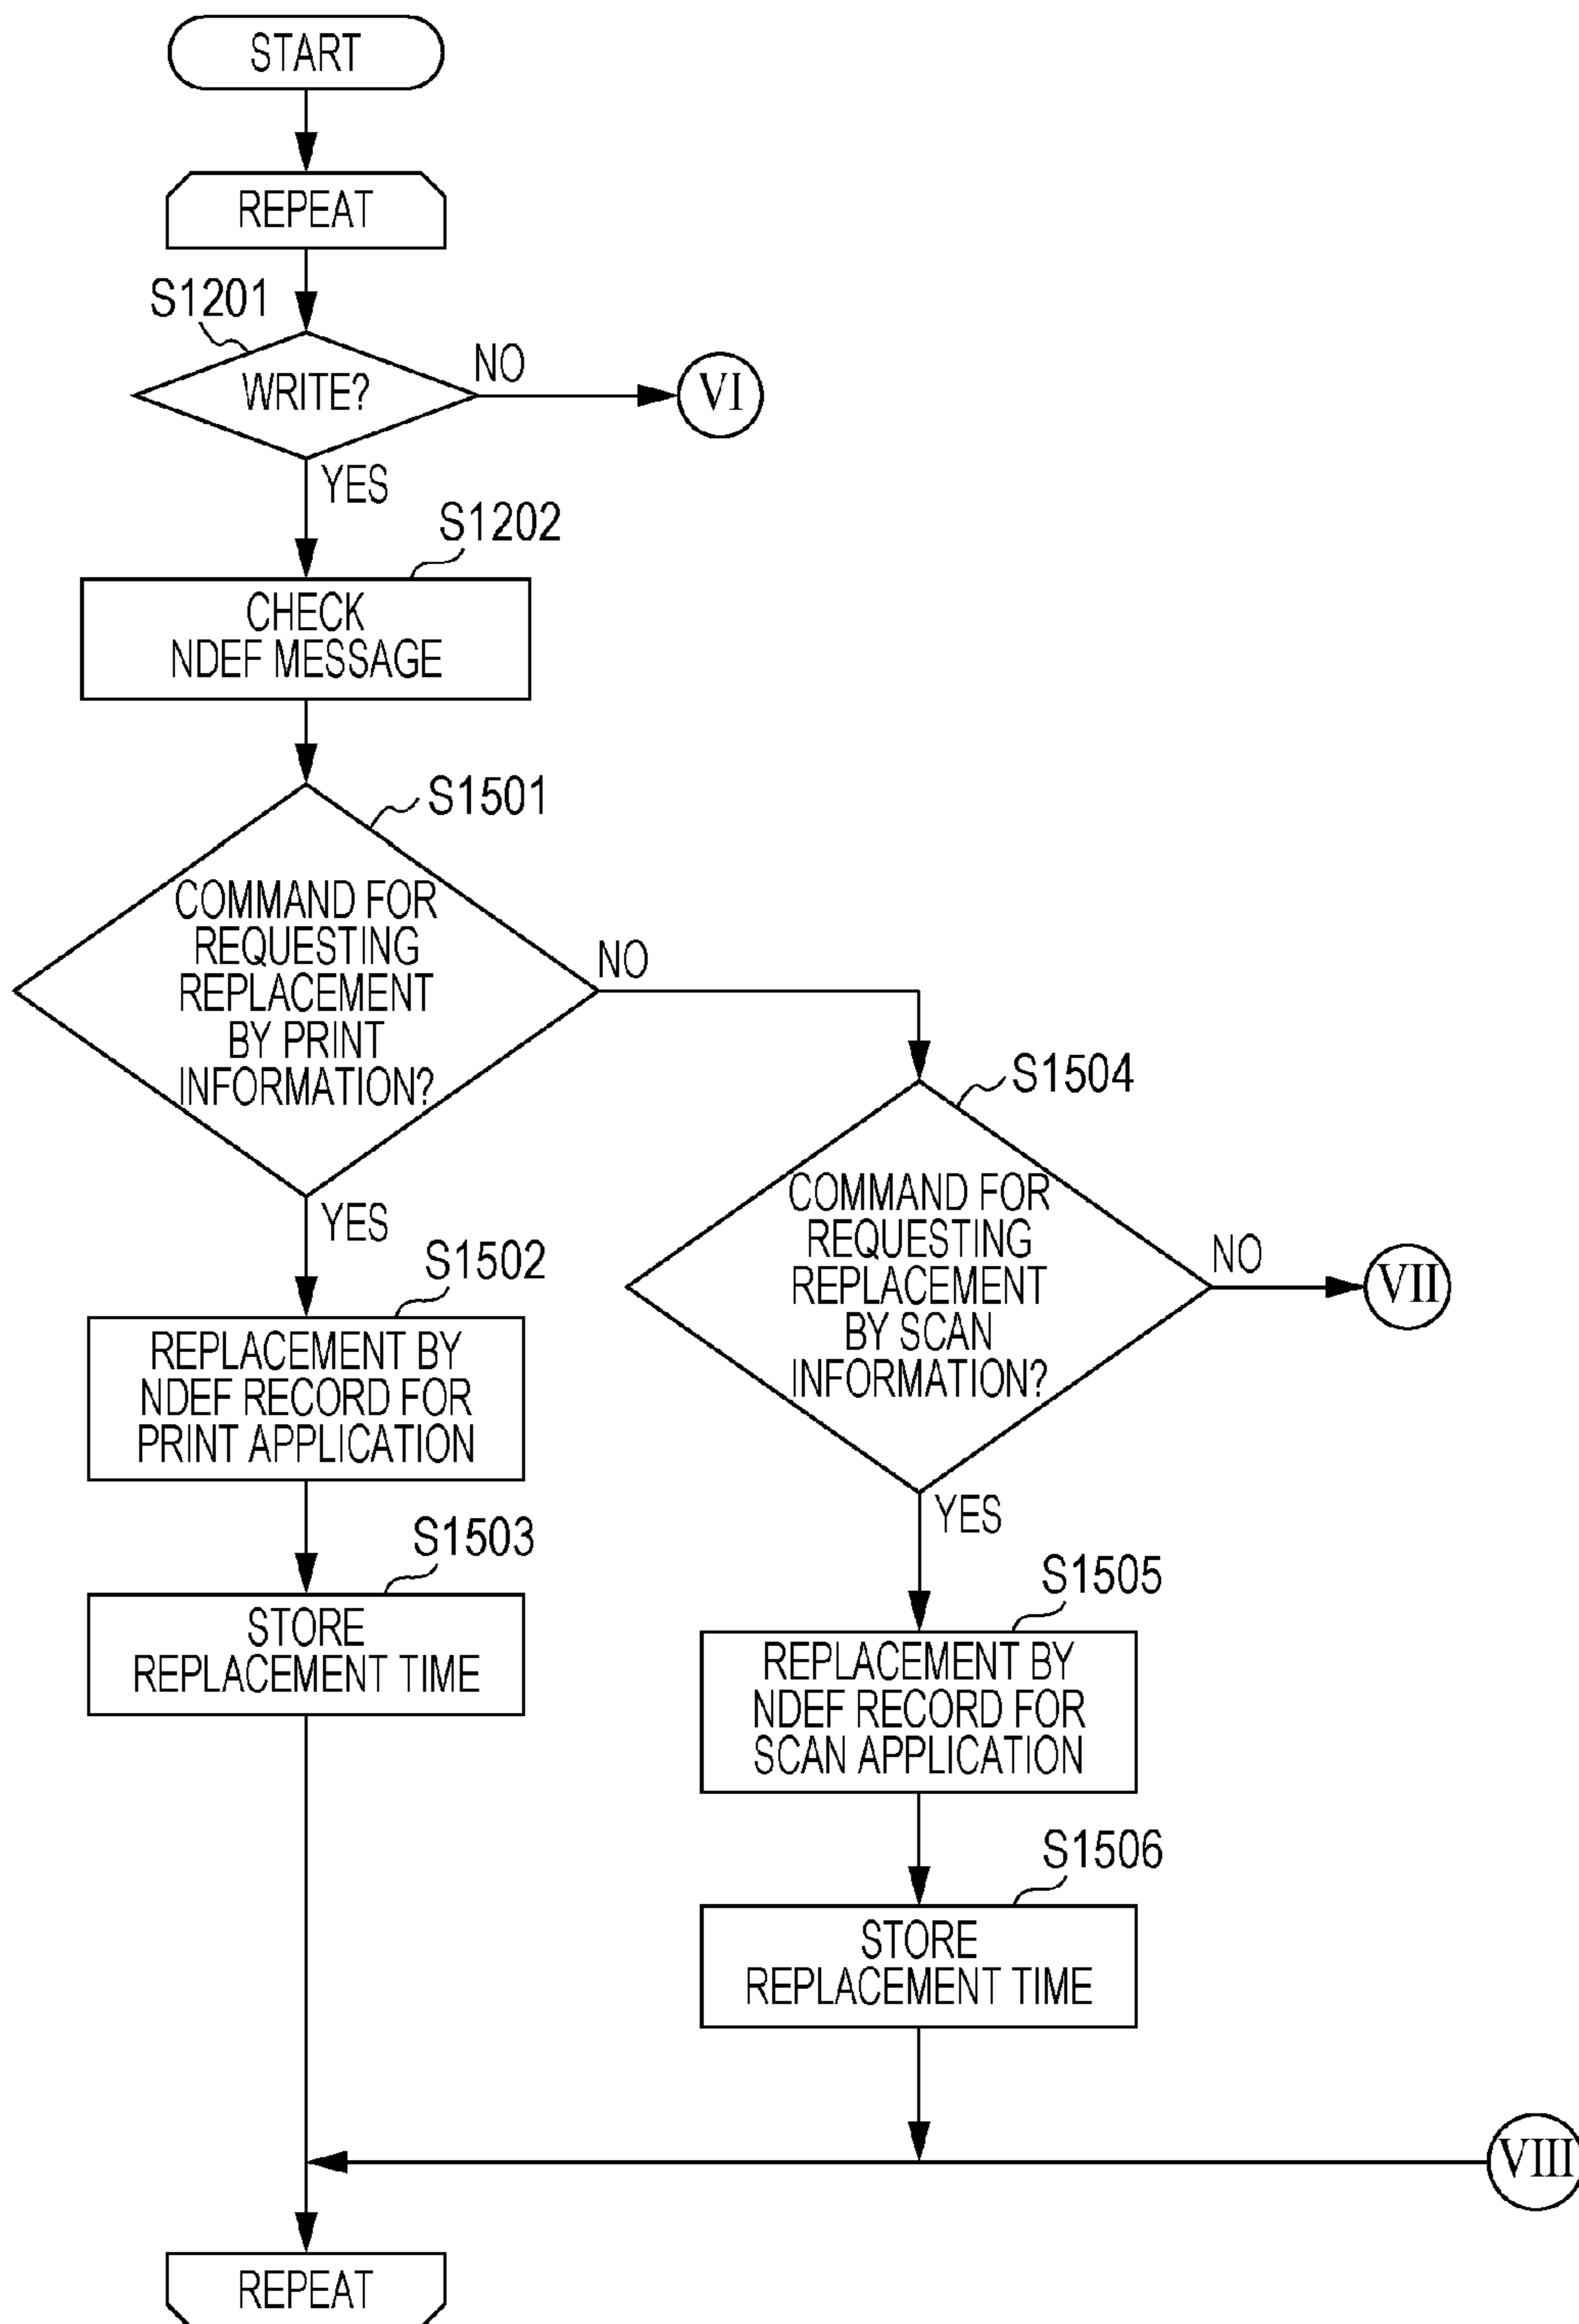 START
REPEAT
S1201
WRITE?
NO
VI
YES
S1202
CHECK
NDEF MESSAGE
S1501
COMMAND FOR
REQUESTING
REPLACEMENT
BY PRINT
INFORMATION?
NO
YES
S1504
COMMAND FOR
REQUESTING
REPLACEMENT
BY SCAN
INFORMATION?
NO
VII
YES
S1502
REPLACEMENT BY
NDEF RECORD FOR
PRINT APPLICATION
S1503
STORE
REPLACEMENT TIME
S1505
REPLACEMENT BY
NDEF RECORD FOR
SCAN APPLICATION
S1506
STORE
REPLACEMENT TIME
VIII
REPEAT